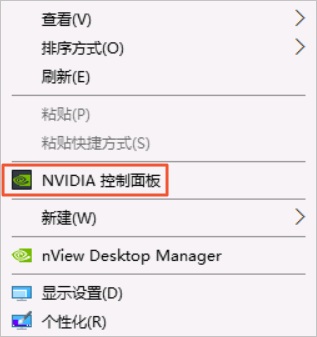 查看(V)
排序方式(O)
刷新(E)
粘贴(P)
粘贴快捷方式(S)
NVIDIA 控制面板
新建(W)
nView Desktop Manager
显示设置(D)
个性化(R)